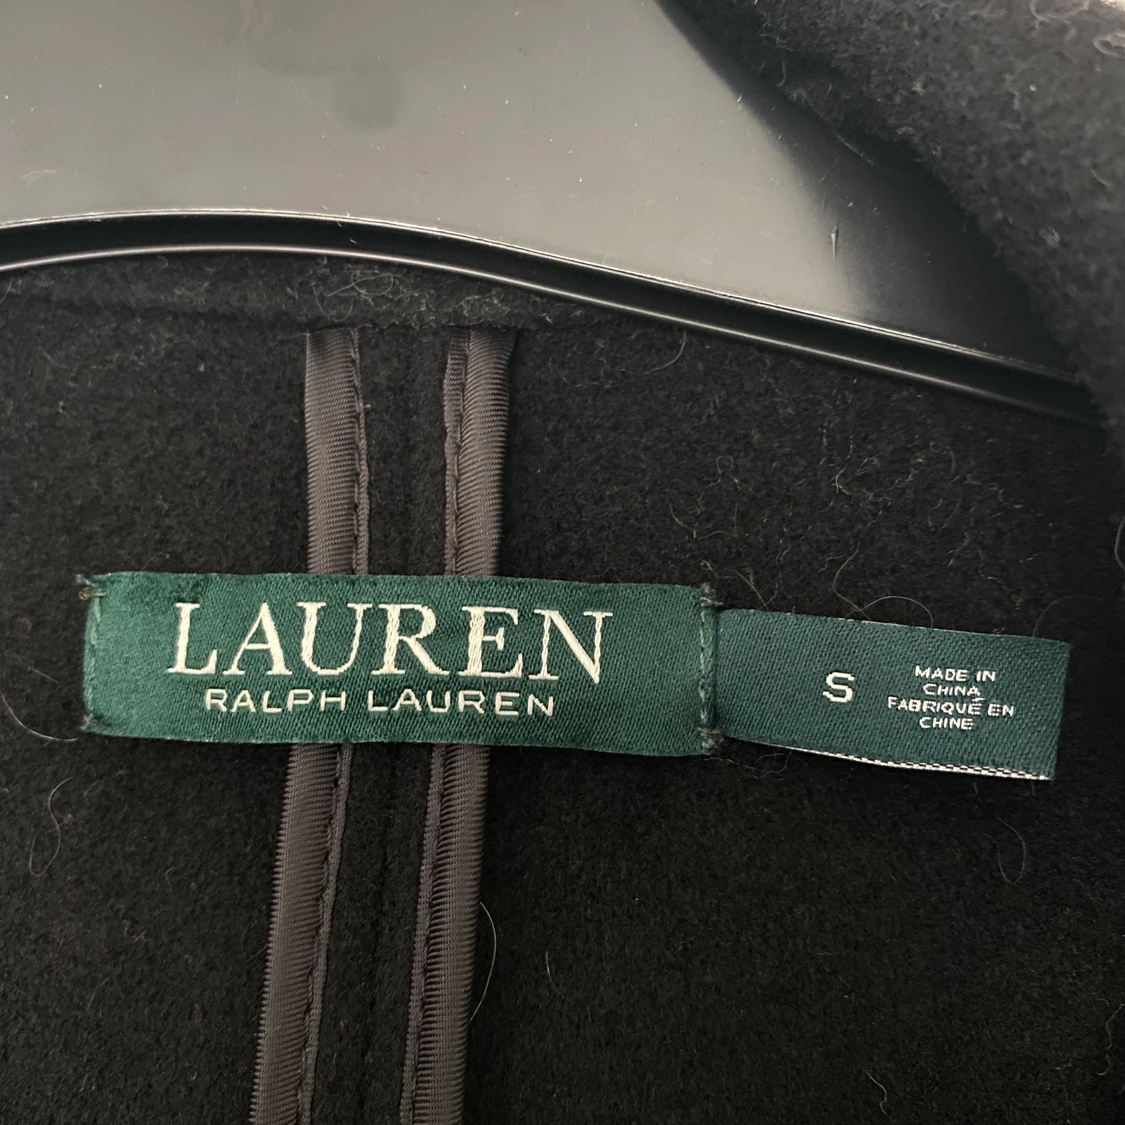 LAUREN
RALPH LAUREN
S
MADE IN
CHINA
FABRIQUÉ EN
CHINE